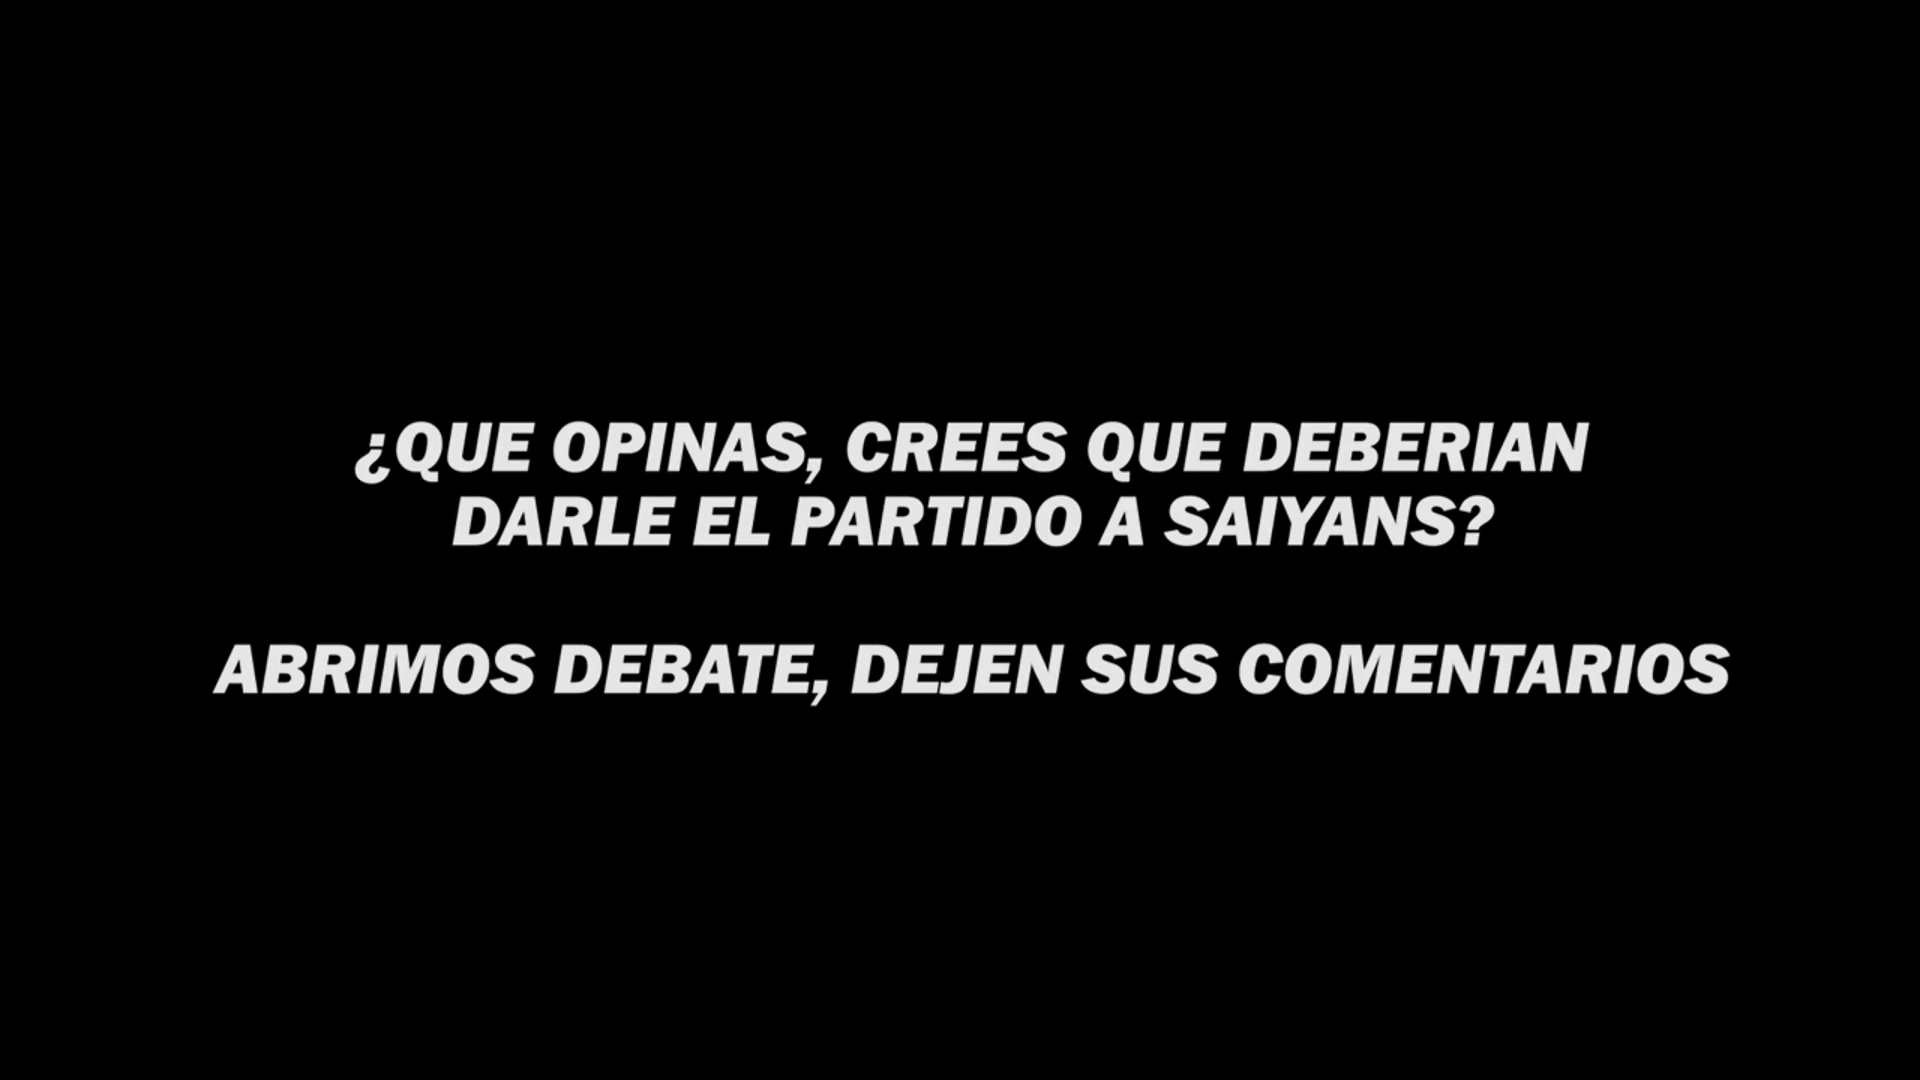 ¿QUE OPINAS, CREES QUE DEBERIAN
DARLE EL PARTIDO A SAIYANS?
ABRIMOS DEBATE, DEJEN SUS COMENTARIOS